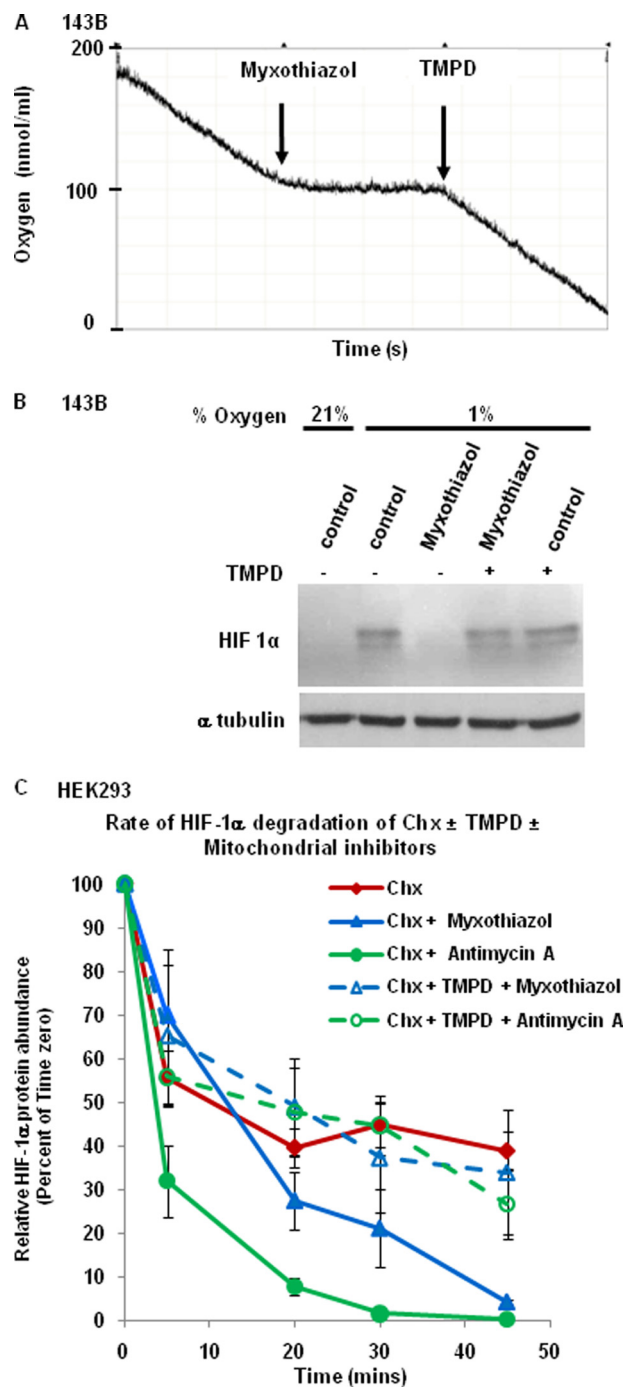 A 143B
200
Myxothiazol TMPD
Oxygen (nmol/ml)
100
0
Time (s)
B 143B
% Oxygen 21% 1%
control control Myxothiazol Myxothiazol control
TMPD - - - + +
HIF 1α
α tubulin
C HEK293
Rate of HIF-1α degradation of Chx ± TMPD ±
Mitochondrial inhibitors
100
90
80
70
60
50
40
30
20
10
0
Relative HIF-1α protein abundance
(Percent of Time zero)
Chx
Chx + Myxothiazol
Chx + Antimycin A
Chx + TMPD + Myxothiazol
Chx + TMPD + Antimycin A
0 10 20 30 40 50
Time (mins)